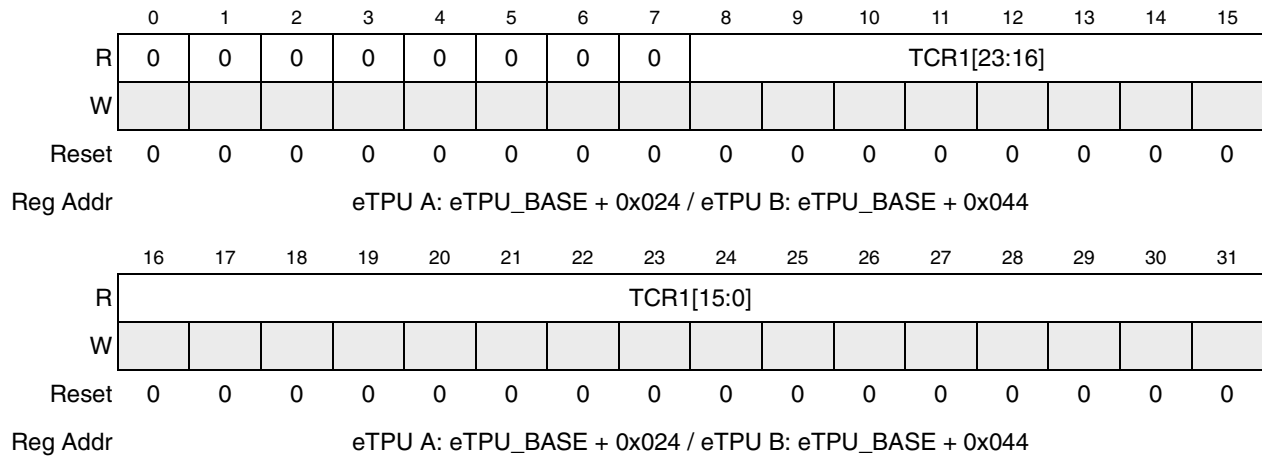 0 1 2 3 4 5 6 7 8 9 10 11 12 13 14 15
R 0 0 0 0 0 0 0 0 TCR1[23:16]
W
Reset 0 0 0 0 0 0 0 0 0 0 0 0 0 0 0 0
Reg Addr eTPU A: eTPU_BASE + 0x024 / eTPU B: eTPU_BASE + 0x044
16 17 18 19 20 21 22 23 24 25 26 27 28 29 30 31
R TCR1[15:0]
W
Reset 0 0 0 0 0 0 0 0 0 0 0 0 0 0 0 0
Reg Addr eTPU A: eTPU_BASE + 0x024 / eTPU B: eTPU_BASE + 0x044